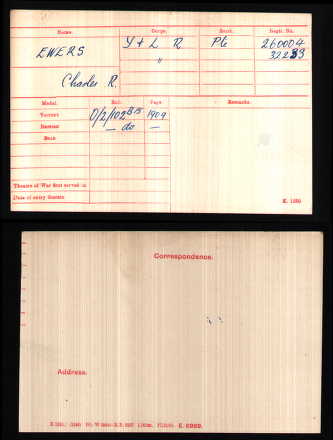 Name. Corps. Rank. Regtl. No.
EWERS Y & L R Pte 260004
" 32233
Charles R.
Medal. Roll. Page. Remarks.
VICTORY O/2/102B15 1909
BRITISH — do —
STAR
Theatre of War first served in
Date of entry therein
K. 1380
Correspondence.
Address.